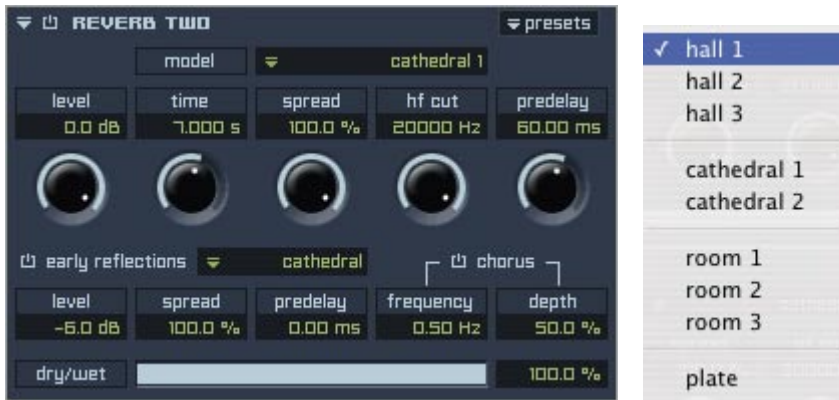 REVERB TWO presets
model cathedral 1
level time spread hf cut predelay
0.0 dB 7.000 s 100.0 % 20000 Hz 60.00 ms
early reflections cathedral chorus
level spread predelay frequency depth
-6.0 dB 100.0 % 0.00 ms 0.50 Hz 50.0 %
dry/wet 100.0 %
✓ hall 1
hall 2
hall 3
cathedral 1
cathedral 2
room 1
room 2
room 3
plate